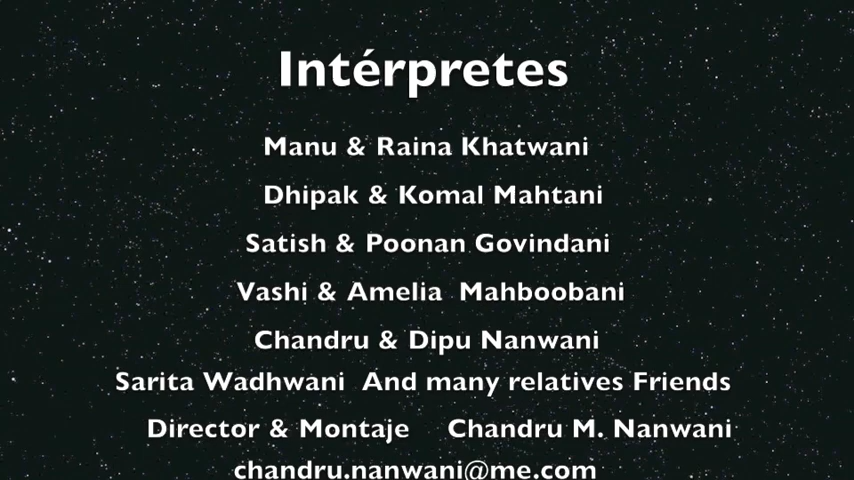 Intérpretes
Manu & Raina Khatwani
Dhipak & Komal Mahtani
Satish & Poonan Govindani
Vashi & Amelia Mahboobani
Chandru & Dipu Nanwani
Sarita Wadhwani And many relatives Friends
Director & Montaje Chandru M. Nanwani
chandru.nanwani@me.com